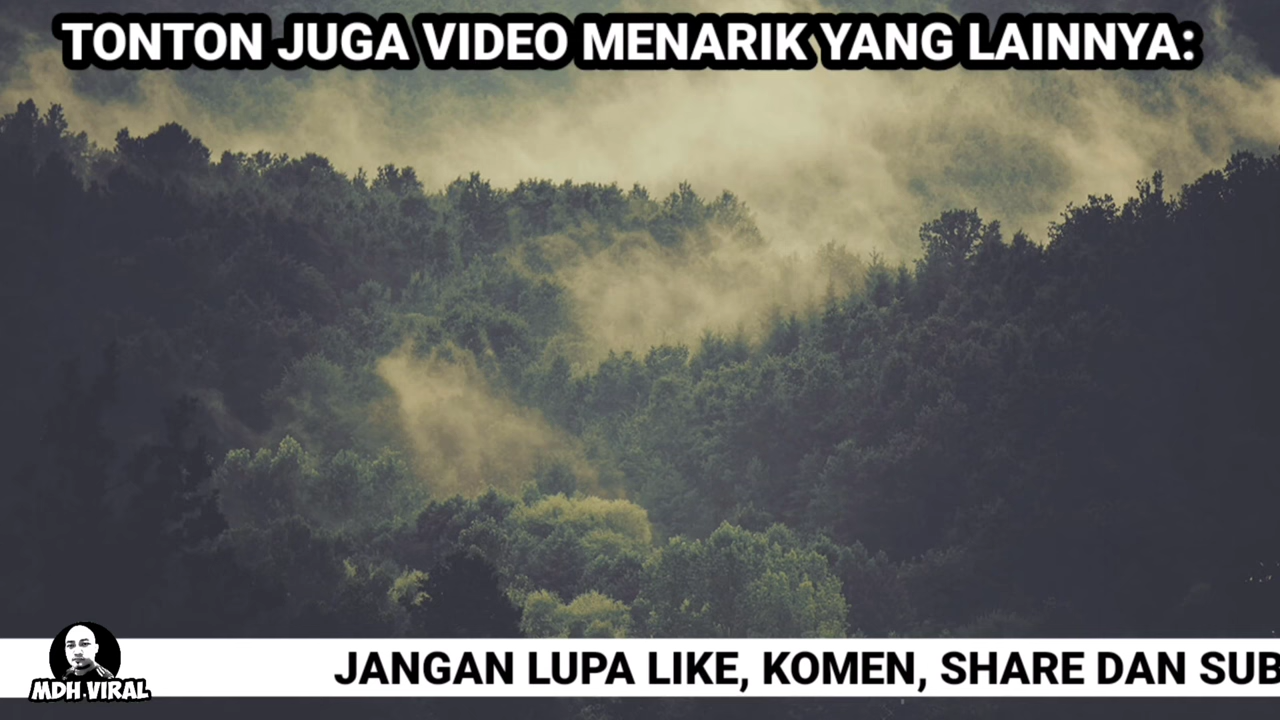 TONTON JUGA VIDEO MENARIK YANG LAINNYA:
JANGAN LUPA LIKE, KOMEN, SHARE DAN SUB
MDH VIRAL